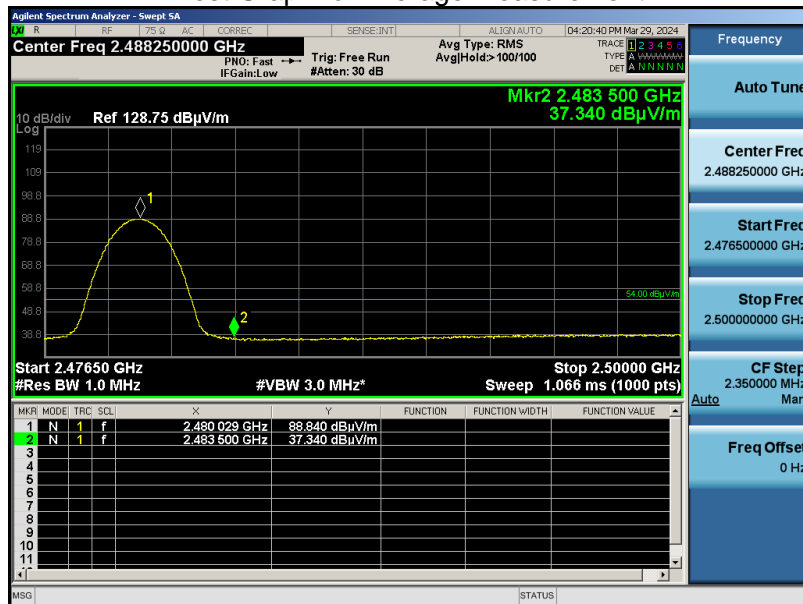 Agilent Spectrum Analyzer - Swept SA
LXI R RF 75 Ω AC CORREC SENSE:INT ALIGN AUTO 04:20:40 PM Mar 29, 2024
Center Freq 2.488250000 GHz
PNO: Fast
IFGain:Low
Trig: Free Run
#Atten: 30 dB
Avg Type: RMS
Avg|Hold:>100/100
TRACE 1 2 3 4 5 6
TYPE A
DET A N N N N N
Mkr2 2.483 500 GHz
37.340 dBµV/m
10 dB/div Ref 128.75 dBµV/m
Log
119
109
98.8
88.8
78.8
68.8
58.8
48.8
38.8
1
2
54.00 dBµV/m
Start 2.47650 GHz Stop 2.50000 GHz
#Res BW 1.0 MHz #VBW 3.0 MHz* Sweep 1.066 ms (1000 pts)
MKR MODE TRC SCL X Y FUNCTION FUNCTION WIDTH FUNCTION VALUE
1 N 1 f 2.480 029 GHz 88.840 dBµV/m
2 N 1 f 2.483 500 GHz 37.340 dBµV/m
3
4
5
6
7
8
9
10
11
MSG STATUS
Frequency
Auto Tune
Center Freq
2.488250000 GHz
Start Freq
2.476500000 GHz
Stop Freq
2.500000000 GHz
CF Step
2.350000 MHz
Auto Man
Freq Offset
0 Hz